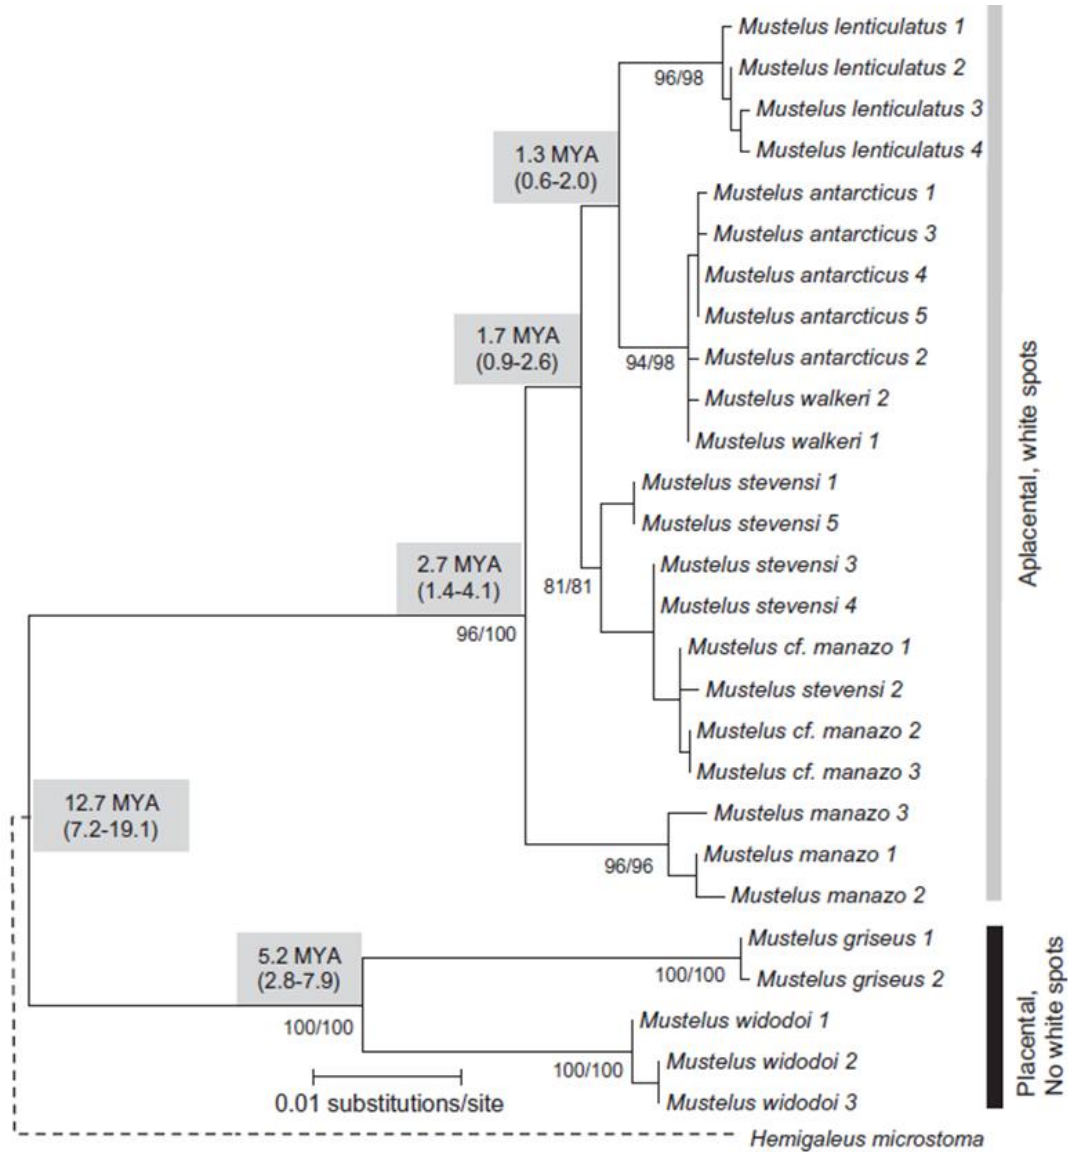 Mustelus lenticulatus 1
96/98
Mustelus lenticulatus 2
Mustelus lenticulatus 3
Mustelus lenticulatus 4
1.3 MYA
(0.6-2.0)
Mustelus antarcticus 1
Mustelus antarcticus 3
Mustelus antarcticus 4
Mustelus antarcticus 5
1.7 MYA
(0.9-2.6)
94/98
Mustelus antarcticus 2
Mustelus walkeri 2
Mustelus walkeri 1
Mustelus stevensi 1
Mustelus stevensi 5
Mustelus stevensi 3
2.7 MYA
(1.4-4.1)
81/81
Mustelus stevensi 4
96/100
Mustelus cf. manazo 1
Mustelus stevensi 2
Mustelus cf. manazo 2
Mustelus cf. manazo 3
12.7 MYA
(7.2-19.1)
Mustelus manazo 3
96/96
Mustelus manazo 1
Mustelus manazo 2
Aplacental, white spots
5.2 MYA
(2.8-7.9)
Mustelus griseus 1
100/100
Mustelus griseus 2
100/100
Mustelus widodoi 1
100/100
Mustelus widodoi 2
Mustelus widodoi 3
Placental,
No white spots
0.01 substitutions/site
Hemigaleus microstoma